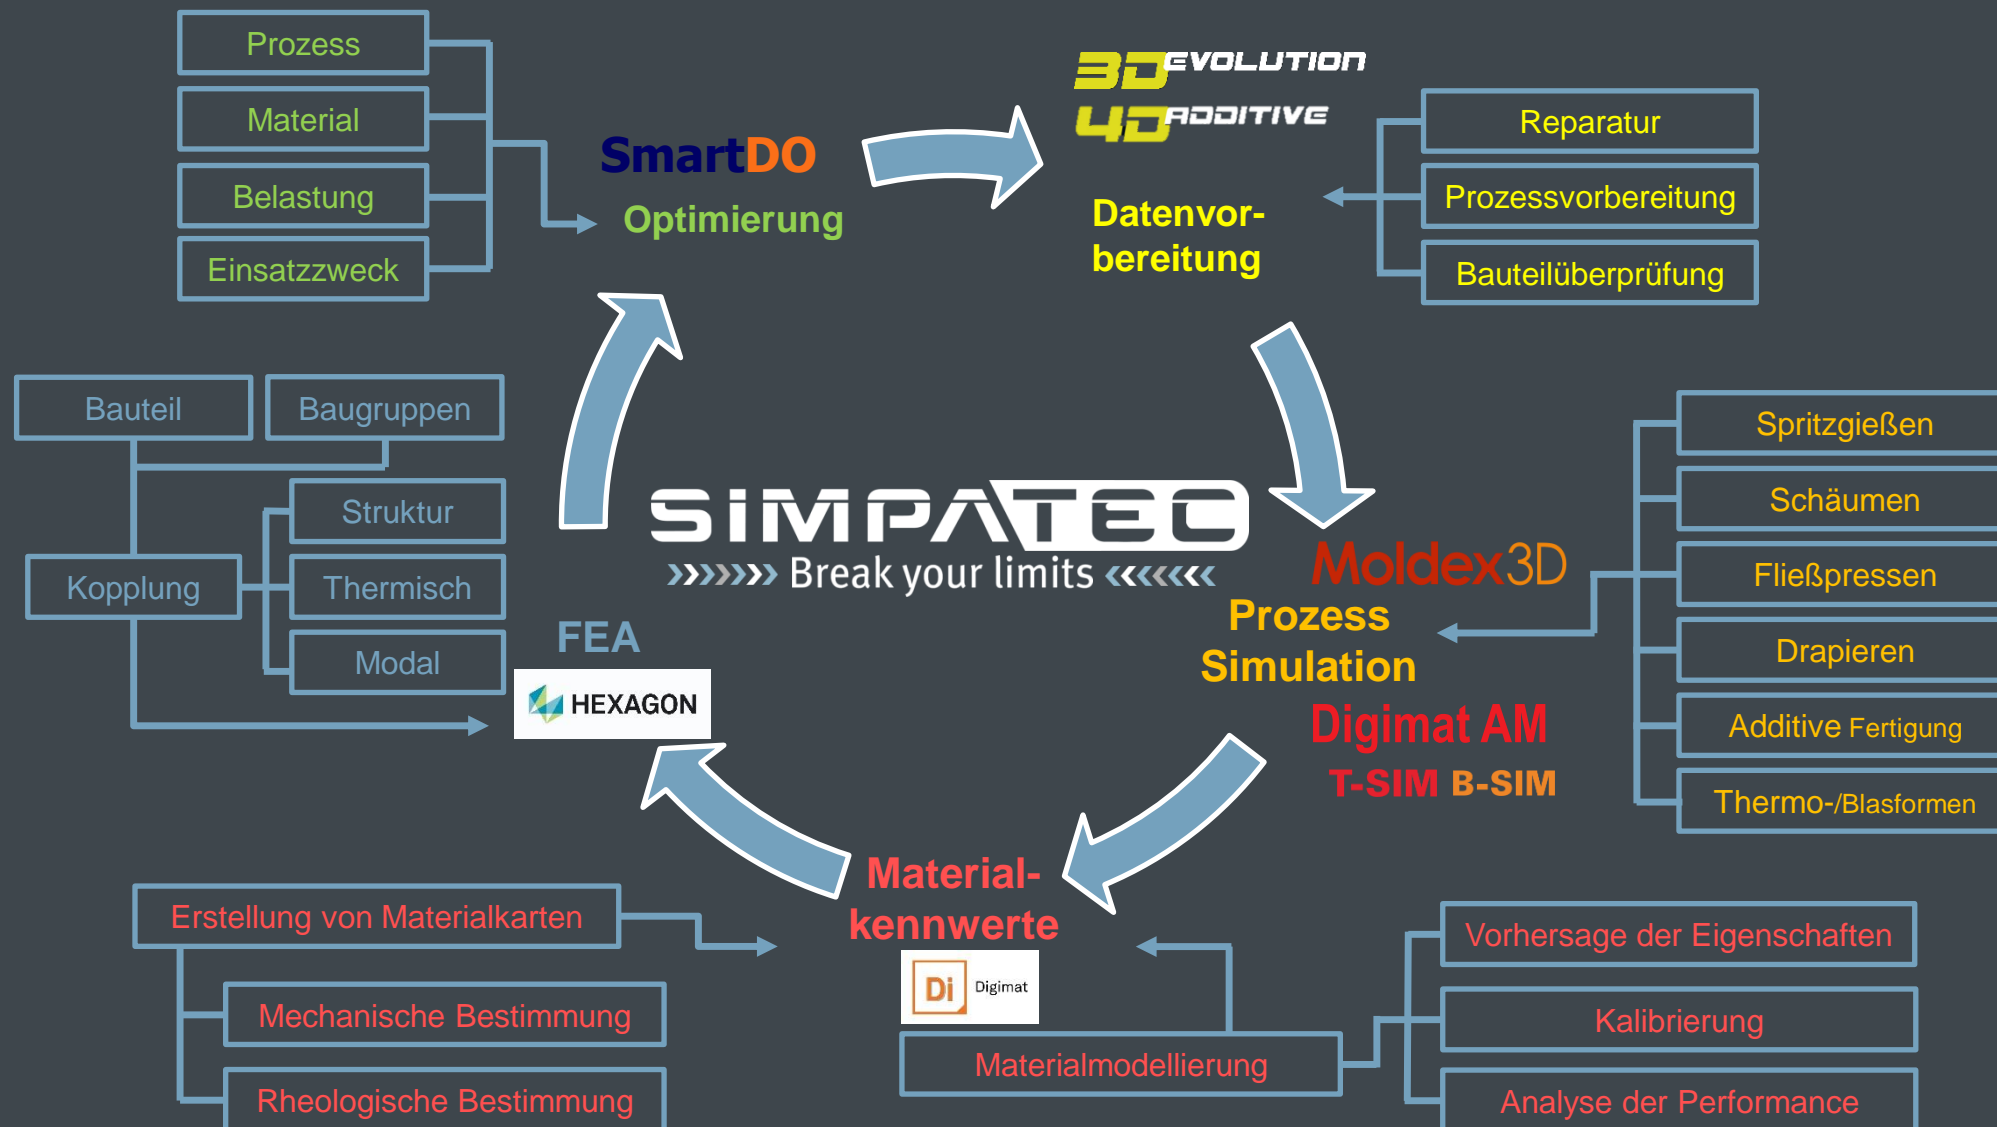 Prozess
Material
Belastung
Einsatzzweck
SmartDO
Optimierung
3D EVOLUTION
4D ADDITIVE
Datenvor-
bereitung
Reparatur
Prozessvorbereitung
Bauteilüberprüfung
Bauteil
Baugruppen
Struktur
Kopplung
Thermisch
Modal
FEA
HEXAGON
SIMPATEC
»»»» Break your limits ««««
Moldex3D
Prozess
Simulation
Digimat AM
T-SIM B-SIM
Spritzgießen
Schäumen
Fließpressen
Drapieren
Additive Fertigung
Thermo-/Blasformen
Material-
kennwerte
Di Digimat
Erstellung von Materialkarten
Mechanische Bestimmung
Rheologische Bestimmung
Materialmodellierung
Vorhersage der Eigenschaften
Kalibrierung
Analyse der Performance